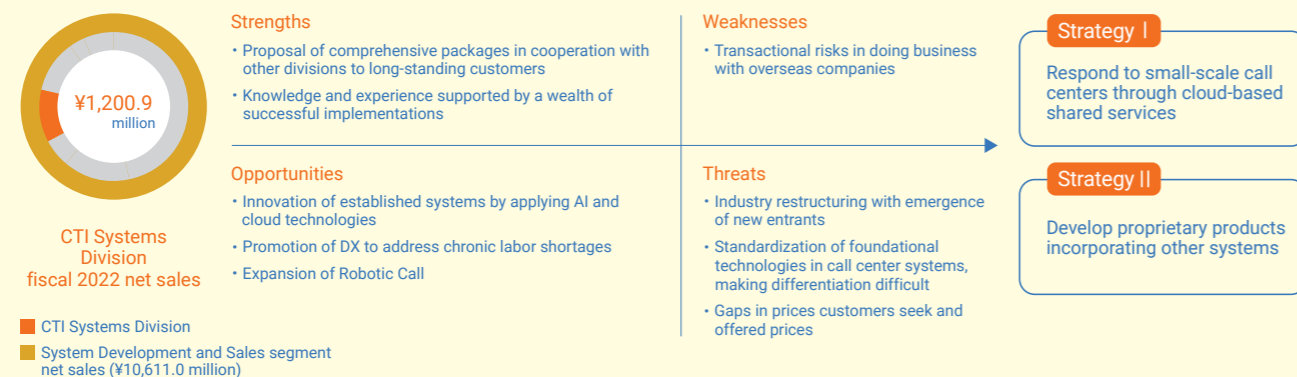 ¥1,200.9
million
CTI Systems
Division
fiscal 2022 net sales
CTI Systems Division
System Development and Sales segment
net sales (¥10,611.0 million)
Strengths
・Proposal of comprehensive packages in cooperation with
other divisions to long-standing customers
・Knowledge and experience supported by a wealth of
successful implementations
Weaknesses
・Transactional risks in doing business
with overseas companies
Opportunities
・Innovation of established systems by applying AI and
cloud technologies
・Promotion of DX to address chronic labor shortages
・Expansion of Robotic Call
Threats
・Industry restructuring with emergence
of new entrants
・Standardization of foundational
technologies in call center systems,
making differentiation difficult
・Gaps in prices customers seek and
offered prices
Strategy Ⅰ
Respond to small-scale call
centers through cloud-based
shared services
Strategy Ⅱ
Develop proprietary products
incorporating other systems